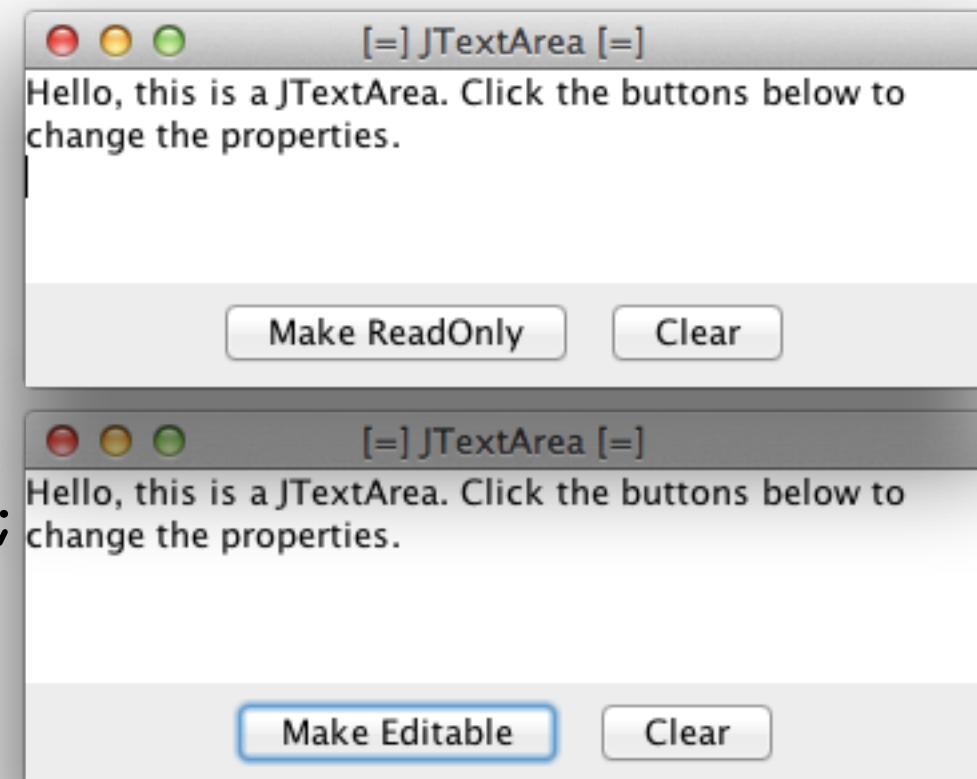 [=] JTextArea [=]
Hello, this is a JTextArea. Click the buttons below to
change the properties.
Make ReadOnly Clear
[=] JTextArea [=]
Hello, this is a JTextArea. Click the buttons below to
;
change the properties.
Make Editable Clear